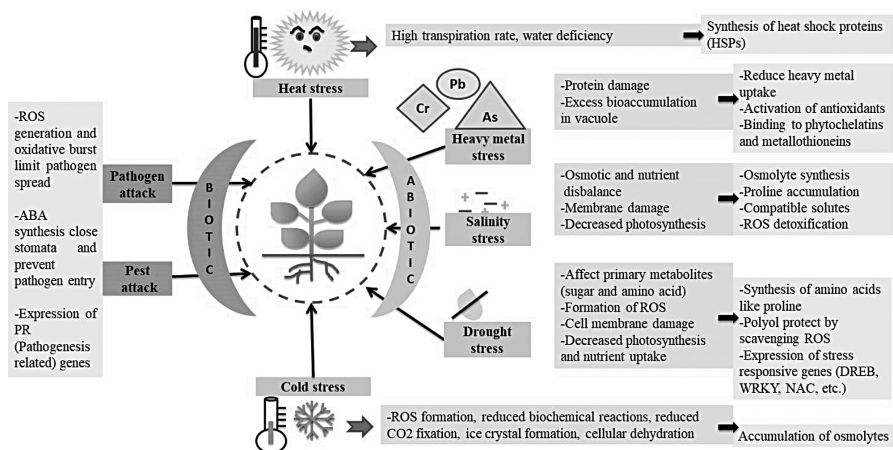 High transpiration rate, water deficiency
Synthesis of heat shock proteins
(HSPs)
Heat stress
Pb
Cr
As
Heavy metal
stress
-Protein damage
-Excess bioaccumulation
in vacuole
-Reduce heavy metal
uptake
-Activation of antioxidants
-Binding to phytochelatins
and metallothioneins
-ROS
generation and
oxidative burst
limit pathogen
spread
-ABA
synthesis close
stomata and
prevent
pathogen entry
-Expression of
PR
(Pathogenesis
related) genes
Pathogen
attack
Pest
attack
BIOTIC
ABIOTIC
Salinity
stress
-Osmotic and nutrient
disbalance
-Membrane damage
-Decreased photosynthesis
-Osmolyte synthesis
-Proline accumulation
-Compatible solutes
-ROS detoxification
Drought
stress
-Affect primary metabolites
(sugar and amino acid)
-Formation of ROS
-Cell membrane damage
-Decreased photosynthesis
and nutrient uptake
-Synthesis of amino acids
like proline
-Polyol protect by
scavenging ROS
-Expression of stress
responsive genes (DREB,
WRKY, NAC, etc.)
Cold stress
-ROS formation, reduced biochemical reactions, reduced
CO2 fixation, ice crystal formation, cellular dehydration
Accumulation of osmolytes